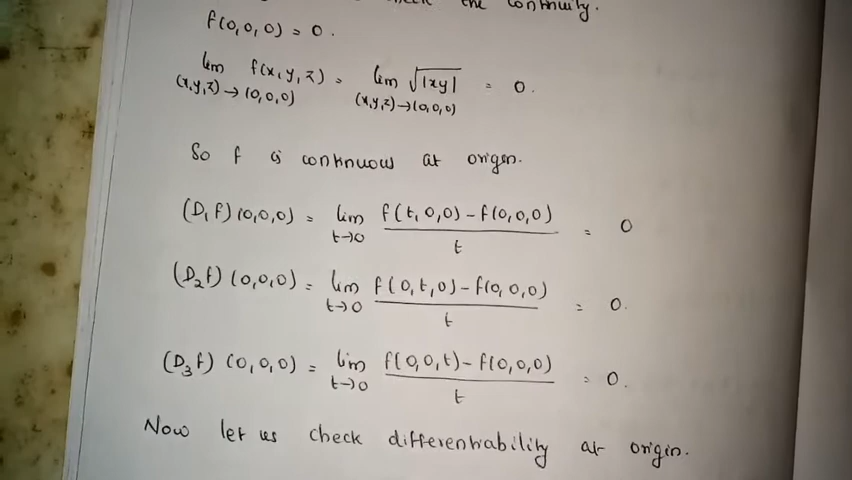 the continuity.
f(0,0,0) = 0.
lim f(x,y,z) = lim √|xy| = 0.
(x,y,z)→(0,0,0) (x,y,z)→(0,0,0)
So f is continuous at origin.
(D₁f)(0,0,0) = lim f(t,0,0) - f(0,0,0) = 0
t→0 t
(D₂f)(0,0,0) = lim f(0,t,0) - f(0,0,0) = 0.
t→0 t
(D₃f)(0,0,0) = lim f(0,0,t) - f(0,0,0) = 0.
t→0 t
Now let us check differentiability at origin.